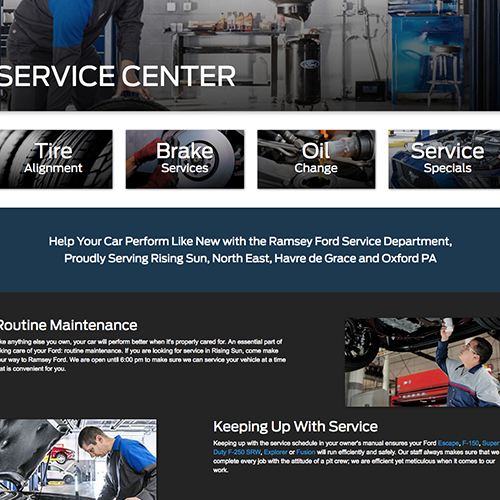 SERVICE CENTER
Ford
Tire
Alignment
Brake
Services
Oil
Change
Service
Specials
Help Your Car Perform Like New with the Ramsey Ford Service Department,
Proudly Serving Rising Sun, North East, Havre de Grace and Oxford PA
Routine Maintenance
ke anything else you own, your car will perform better when it's properly cared for. An essential part of
king care of your Ford: routine maintenance. If you are looking for service in Rising Sun, come make
our way to Ramsey Ford. We are open until 6:00 pm to make sure we can service your vehicle at a time
at is convenient for you.
Keeping Up With Service
Keeping up with the service schedule in your owner's manual ensures your Ford Escape, F-150, Super
Duty F-250 SRW, Explorer or Fusion will run efficiently and safely. Our staff always makes sure that we
complete every job with the attitude of a pit crew; we are efficient yet meticulous when it comes to our
work.